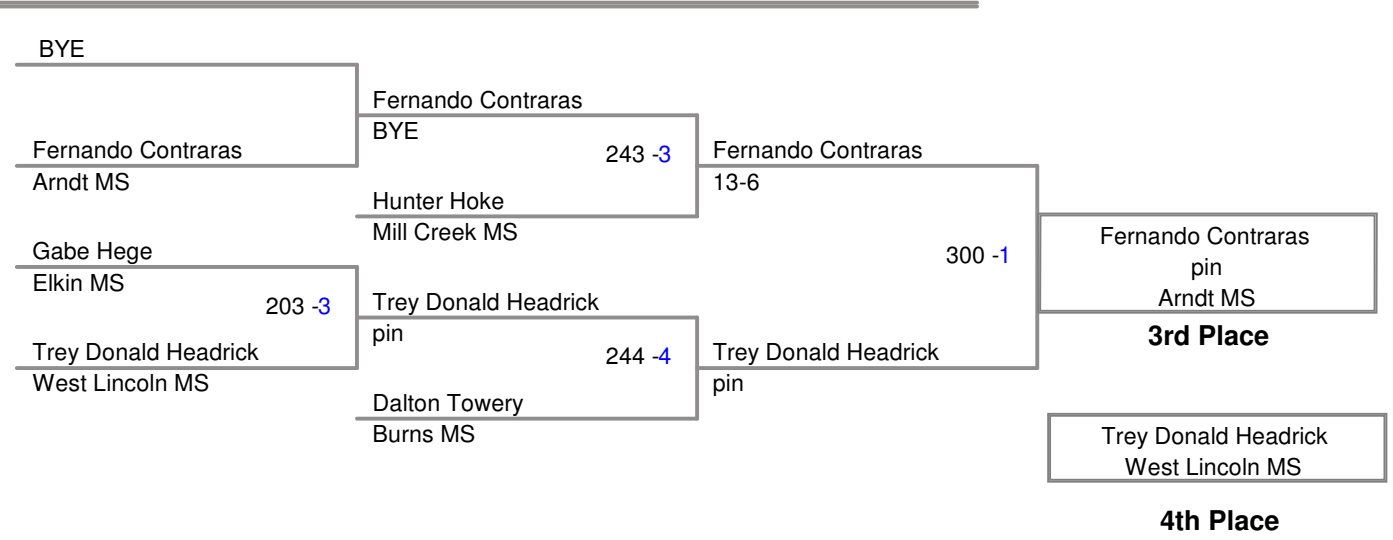 BYE
Fernando Contraras
BYE
243 -3
Fernando Contraras
Arndt MS
Fernando Contraras
13-6
Hunter Hoke
Mill Creek MS
Gabe Hege
Elkin MS
203 -3
300 -1
Fernando Contraras
pin
Arndt MS
3rd Place
Trey Donald Headrick
pin
244 -4
Trey Donald Headrick
West Lincoln MS
Trey Donald Headrick
pin
Dalton Towery
Burns MS
Trey Donald Headrick
West Lincoln MS
4th Place